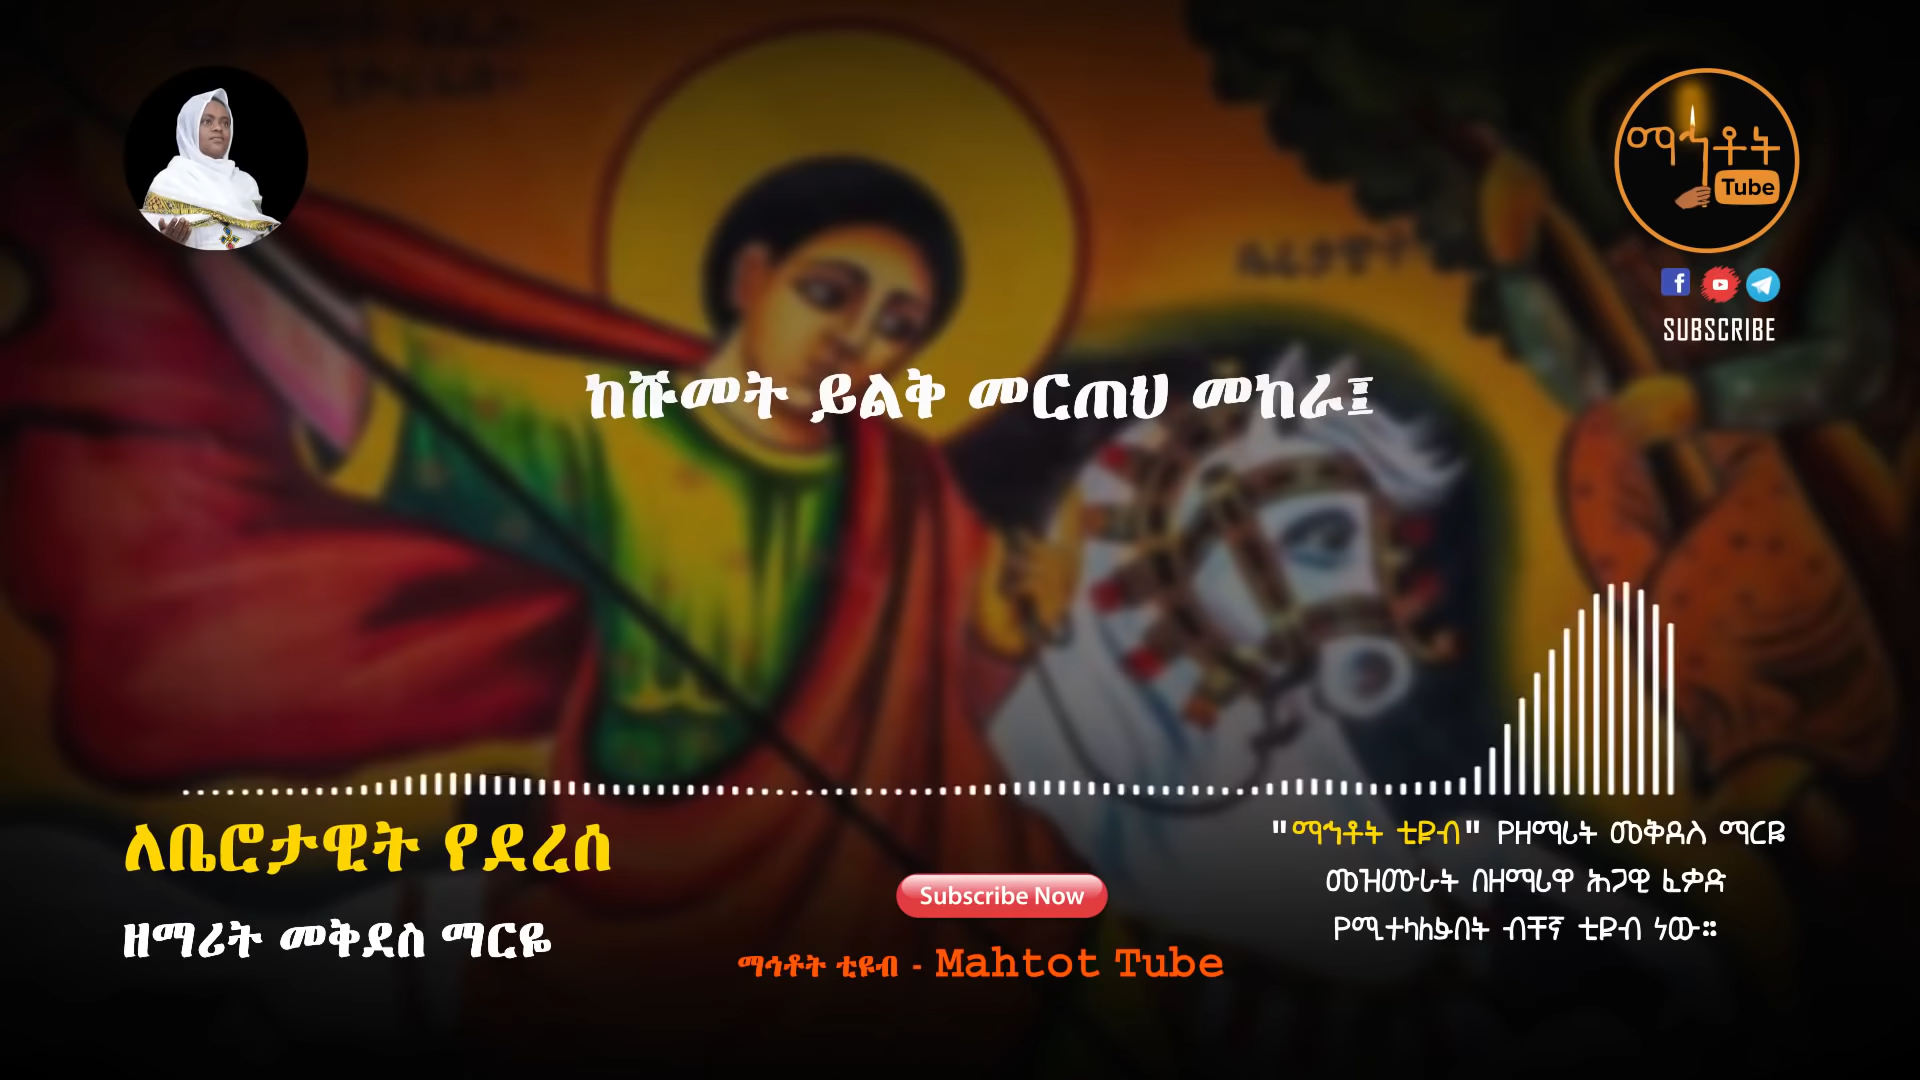 ማኅቶት
Tube
SUBSCRIBE
ከሹመት ይልቅ መርጠህ መከራ፤
ለቤሮታዊት የደረሰ
ዘማሪት መቅደስ ማርዬ
Subscribe Now
ማኅቶት ቲዩብ - Mahtot Tube
"ማኅቶት ቲዩብ" የዘማሪት መቅደስ ማርዬ
መዝሙራት በዘማሪዋ ሕጋዊ ፈቃድ
የሚተላለፉበት ብቸኛ ቲዩብ ነው።